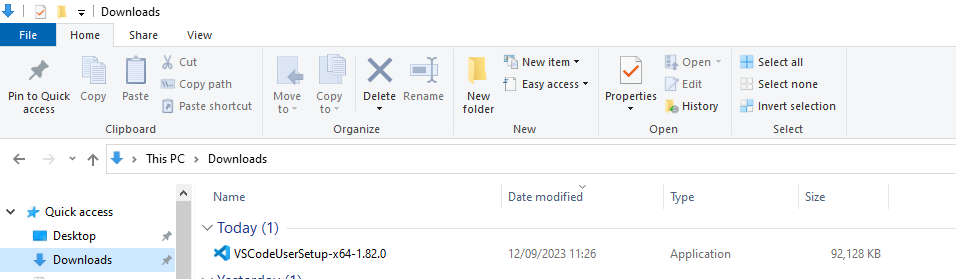 Downloads
File Home Share View
Pin to Quick access
Copy
Paste
Cut
Copy path
Paste shortcut
Clipboard
Move to
Copy to
Delete
Rename
Organize
New folder
New item
Easy access
New
Properties
Open
Edit
History
Open
Select all
Select none
Invert selection
Select
This PC > Downloads
Quick access
Desktop
Downloads
Name Date modified Type Size
Today (1)
VSCodeUserSetup-x64-1.82.0 12/09/2023 11:26 Application 92,128 KB
Yesterday (1)